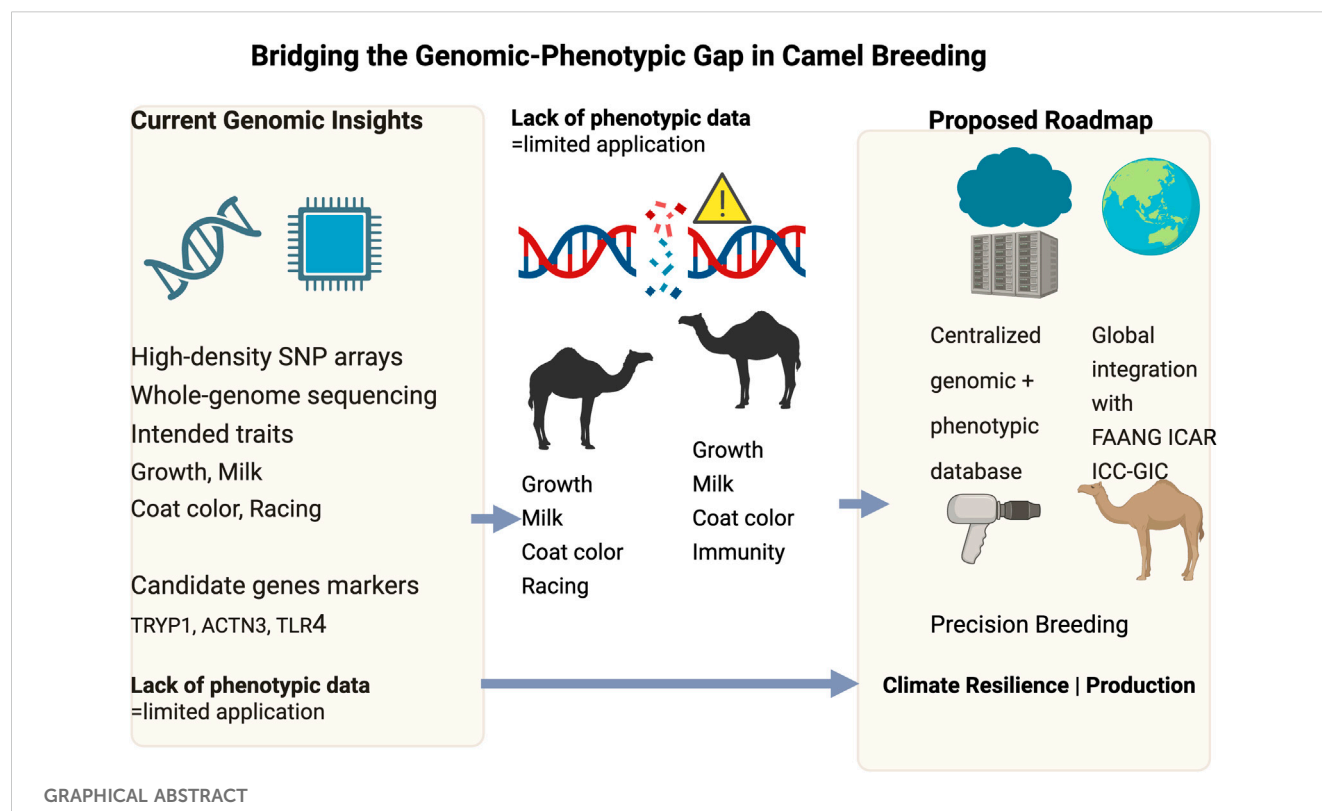 Bridging the Genomic-Phenotypic Gap in Camel Breeding
Current Genomic Insights
High-density SNP arrays
Whole-genome sequencing
Intended traits
Growth, Milk
Coat color, Racing
Candidate genes markers
TRYP1, ACTN3, TLR4
Lack of phenotypic data
=limited application
Lack of phenotypic data
=limited application
!
Growth
Milk
Coat color
Racing
Growth
Milk
Coat color
Immunity
Proposed Roadmap
Centralized
genomic +
phenotypic
database
Global
integration
with
FAANG ICAR
ICC-GIC
Precision Breeding
Climate Resilience | Production
GRAPHICAL ABSTRACT